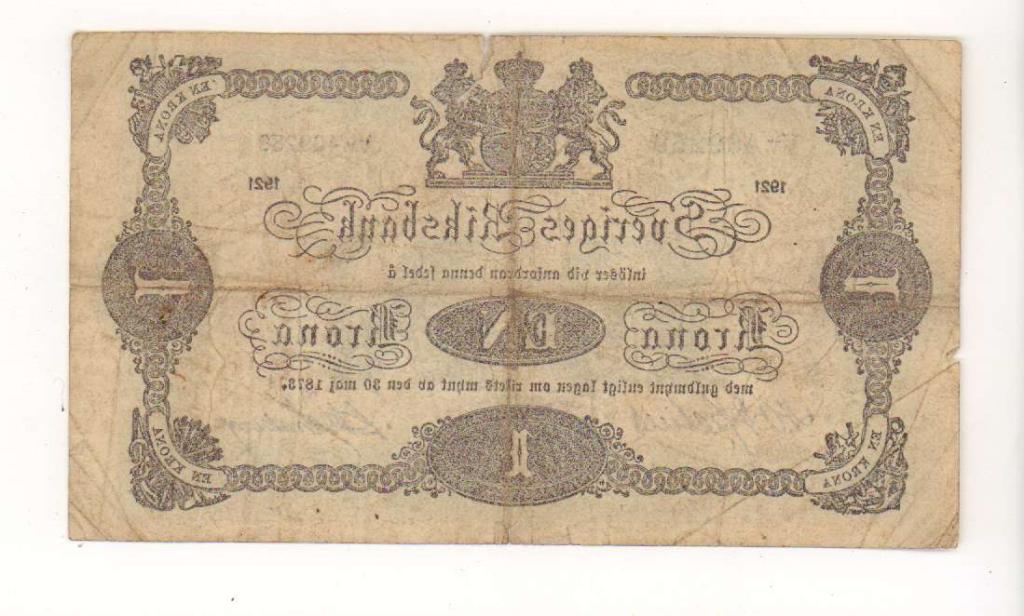 EN KRONA
EN KRONA
1921
1921
Sveriges Riksbank
inlöser vid anfordran denna sedel å
1
Krona
EN
Krona
1
med guldmynt enligt lagen om rikets mynt av den 30 maj 1873.
EN KRONA
1
EN KRONA